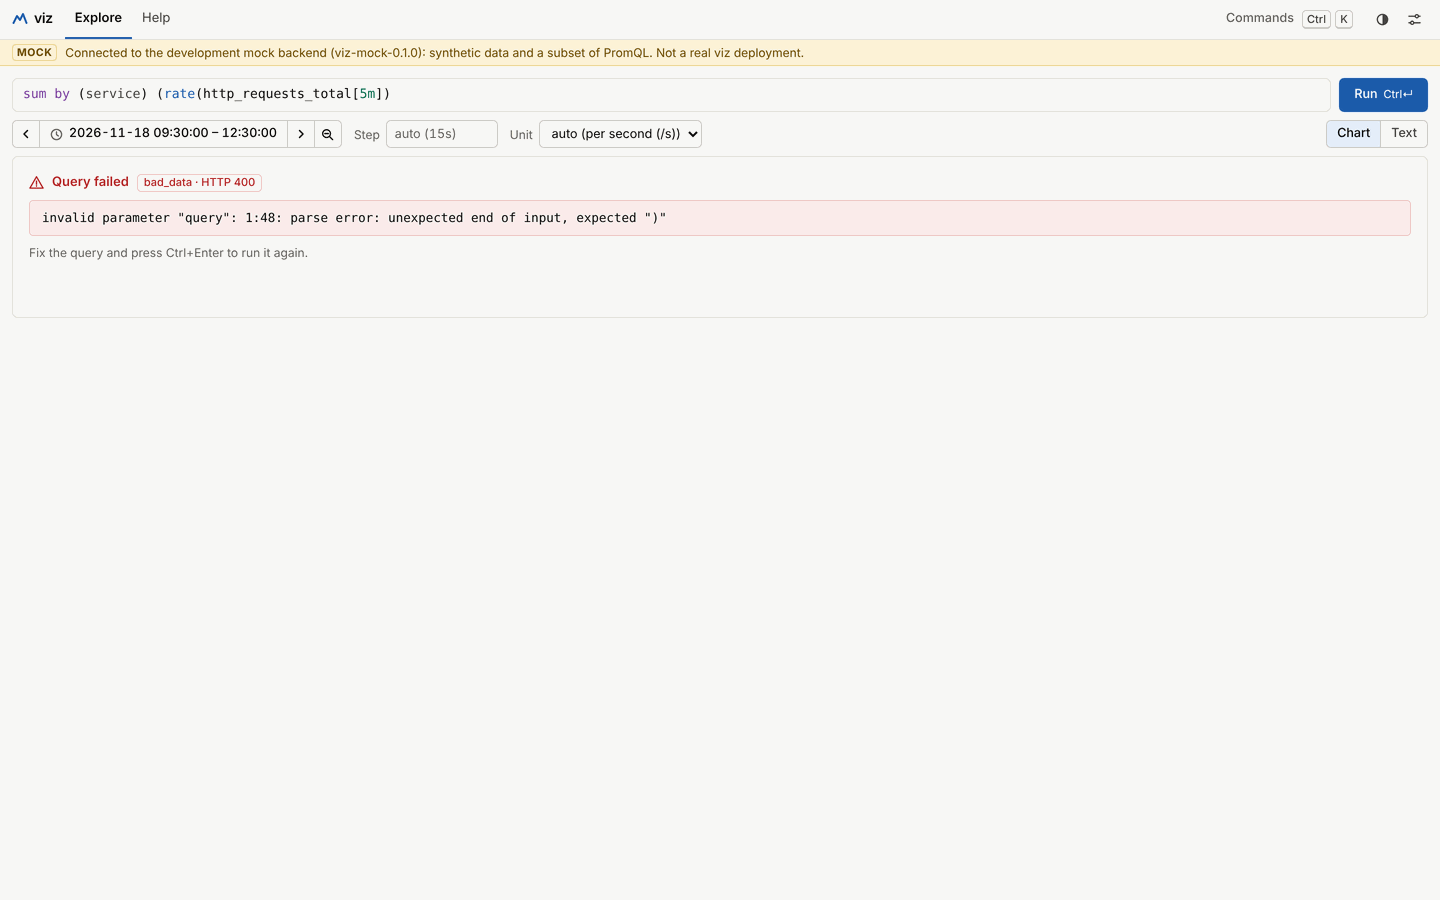 viz Explore Help Commands Ctrl K
MOCK Connected to the development mock backend (viz-mock-0.1.0): synthetic data and a subset of PromQL. Not a real viz deployment.
sum by (service) (rate(http_requests_total[5m]) Run Ctrl↵
2026-11-18 09:30:00 – 12:30:00 Step auto (15s) Unit auto (per second (/s)) Chart Text
Query failed bad_data · HTTP 400
invalid parameter "query": 1:48: parse error: unexpected end of input, expected ")"
Fix the query and press Ctrl+Enter to run it again.